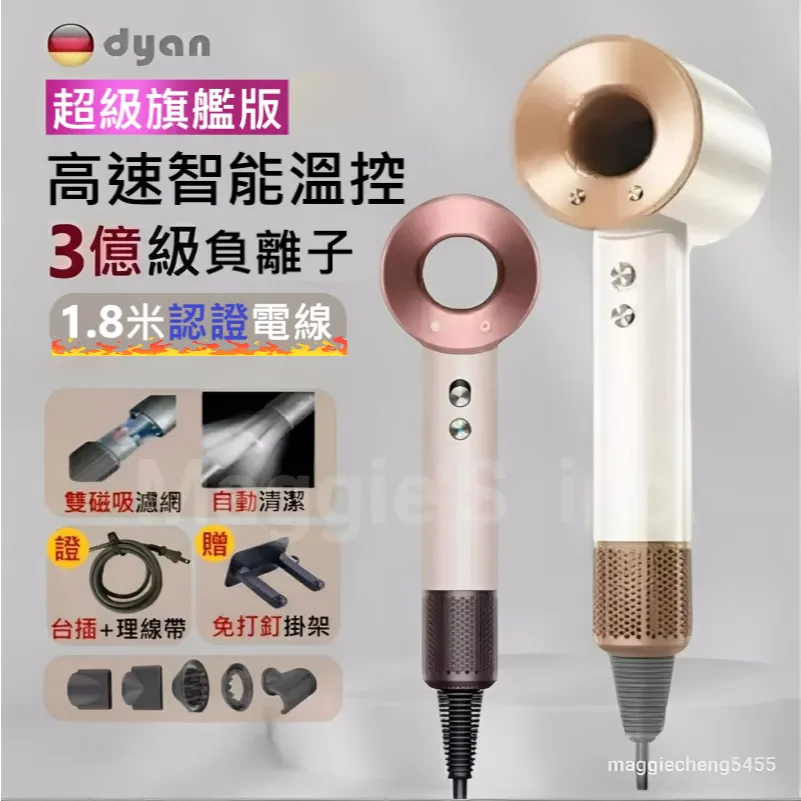 dyan
超級旗艦版
高速智能溫控
3億級負離子
1.8米認證電線
雙磁吸濾網
自動清潔
證
贈
台插+理線帶
免打釘掛架
maggiecheng5455